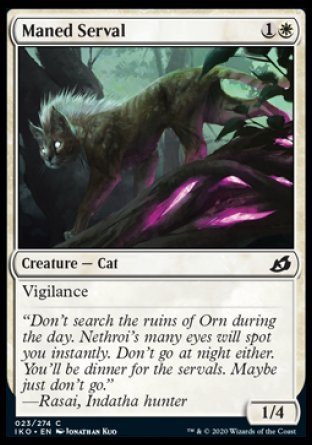 Maned Serval 1
Creature — Cat
Vigilance
“Don’t search the ruins of Orn during
the day. Nethroi’s many eyes will spot
you instantly. Don’t go at night either.
You’ll be dinner for the servals. Maybe
just don’t go.”
—Rasai, Indatha hunter
1/4
023/274 C
IKO • EN Jonathan Kuo
™ & © 2020 Wizards of the Coast